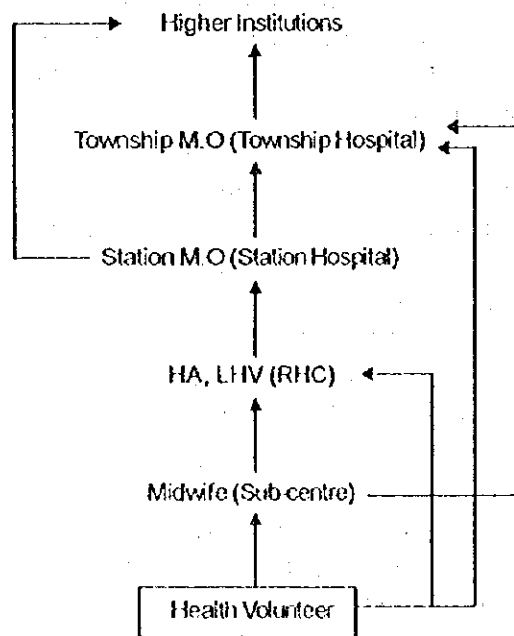 Higher Institutions
Township M.O (Township Hospital)
Station M.O (Station Hospital)
HA, LHV (RHC)
Midwife (Sub-centre)
Health Volunteer